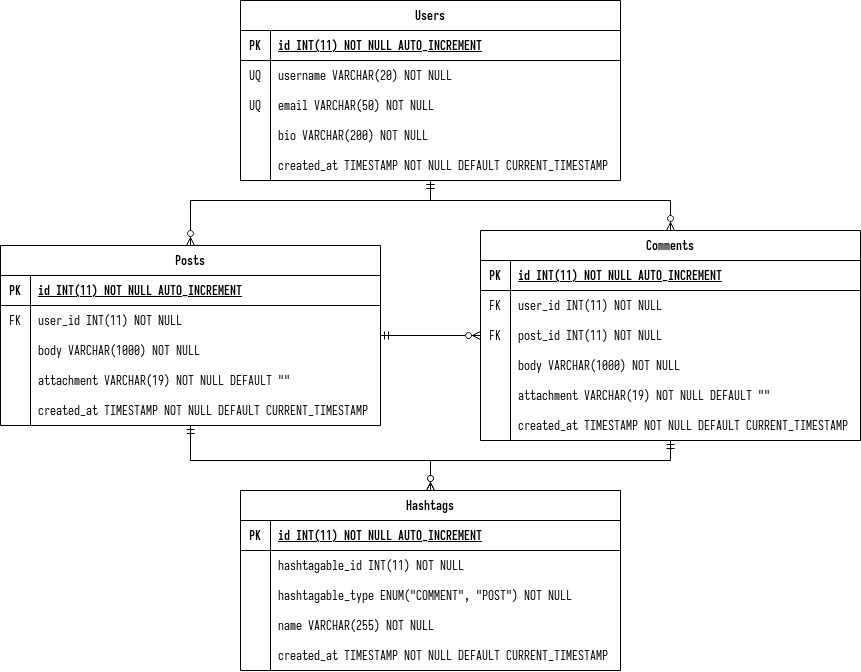 Users
PK id INT(11) NOT NULL AUTO_INCREMENT
UQ username VARCHAR(20) NOT NULL
UQ email VARCHAR(50) NOT NULL
bio VARCHAR(200) NOT NULL
created_at TIMESTAMP NOT NULL DEFAULT CURRENT_TIMESTAMP
Posts
PK id INT(11) NOT NULL AUTO_INCREMENT
FK user_id INT(11) NOT NULL
body VARCHAR(1000) NOT NULL
attachment VARCHAR(19) NOT NULL DEFAULT ""
created_at TIMESTAMP NOT NULL DEFAULT CURRENT_TIMESTAMP
Comments
PK id INT(11) NOT NULL AUTO_INCREMENT
FK user_id INT(11) NOT NULL
FK post_id INT(11) NOT NULL
body VARCHAR(1000) NOT NULL
attachment VARCHAR(19) NOT NULL DEFAULT ""
created_at TIMESTAMP NOT NULL DEFAULT CURRENT_TIMESTAMP
Hashtags
PK id INT(11) NOT NULL AUTO_INCREMENT
hashtagable_id INT(11) NOT NULL
hashtagable_type ENUM("COMMENT", "POST") NOT NULL
name VARCHAR(255) NOT NULL
created_at TIMESTAMP NOT NULL DEFAULT CURRENT_TIMESTAMP